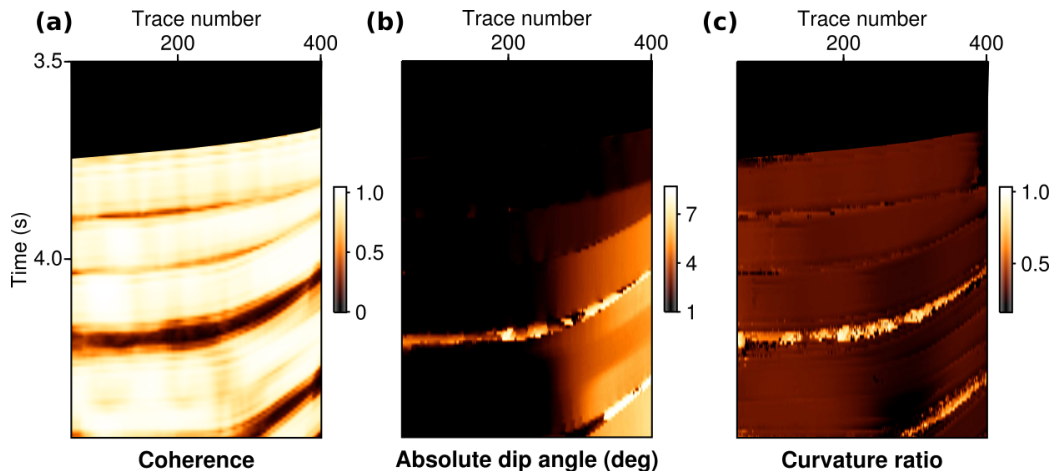 (a)
Trace number
200 400
3.5
4.0
Time (s)
1.0
0.5
0
Coherence
(b)
Trace number
200 400
7
4
1
Absolute dip angle (deg)
(c)
Trace number
200 400
1.0
0.5
Curvature ratio